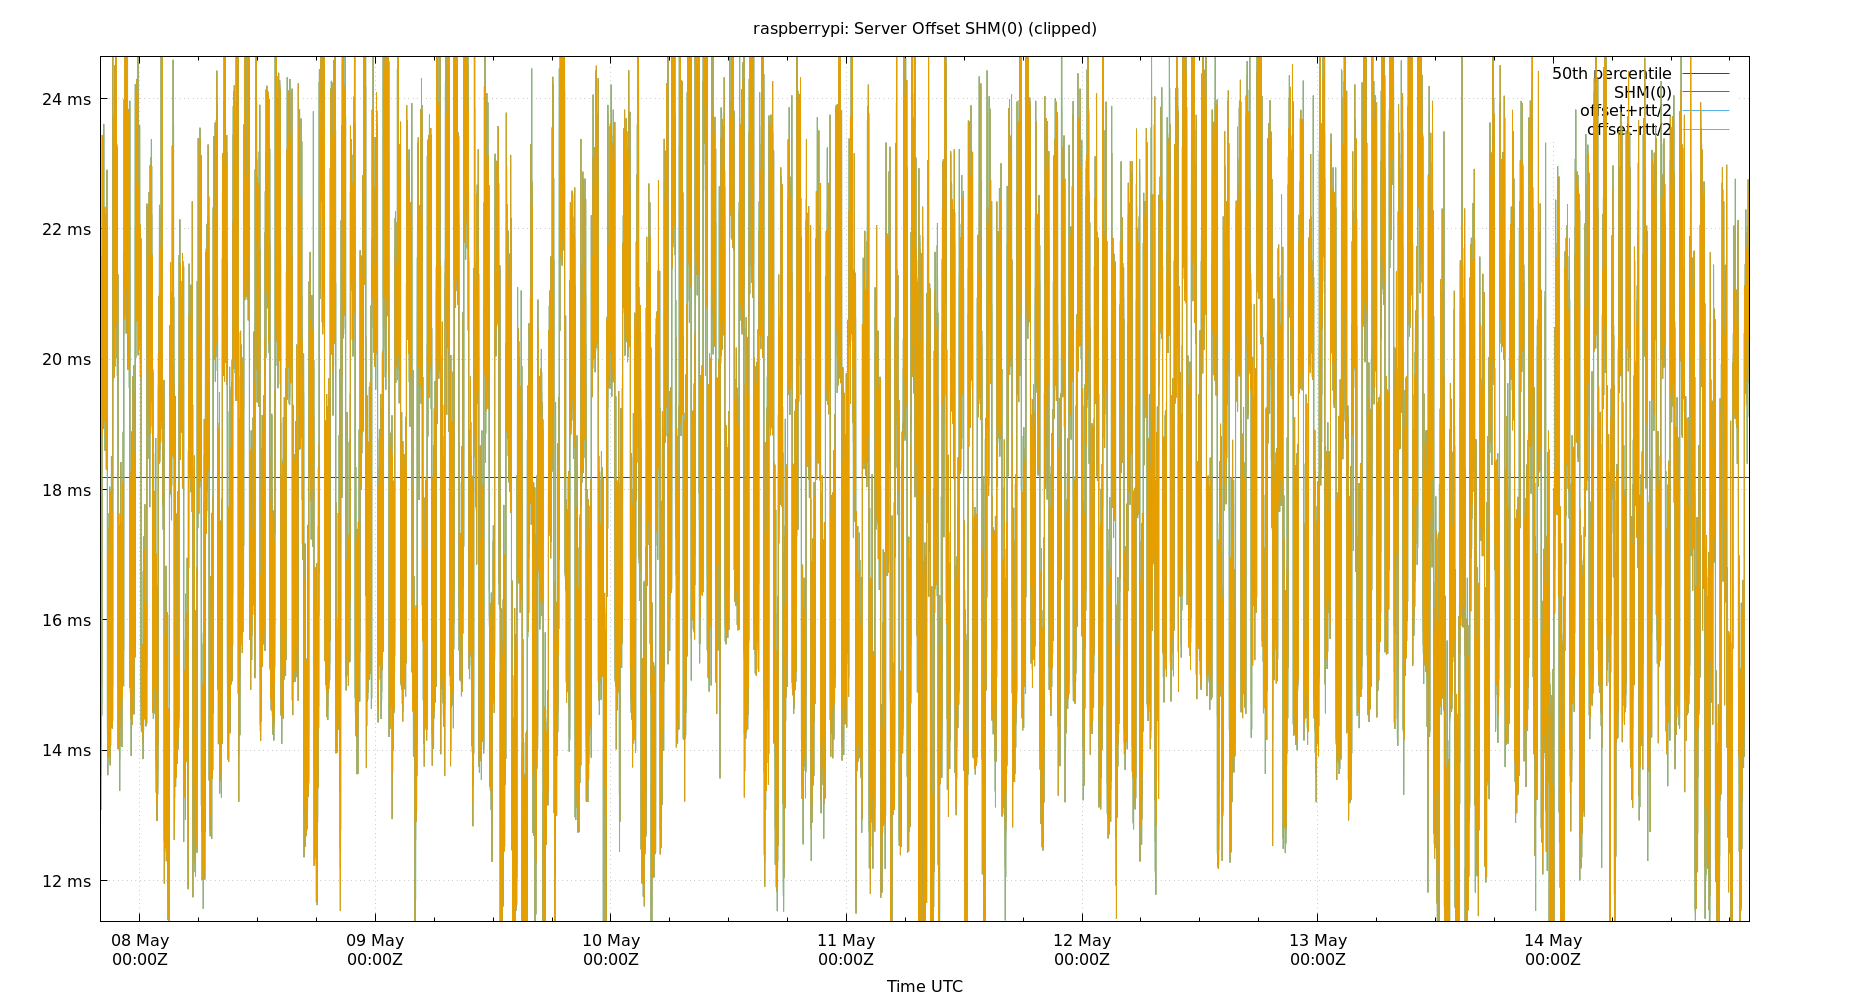 raspberrypi: Server Offset SHM(0) (clipped)
50th percentile
SHM(0)
offset+rtt/2
offset-rtt/2
24 ms
22 ms
20 ms
18 ms
16 ms
14 ms
12 ms
08 May 09 May 10 May 11 May 12 May 13 May 14 May
00:00Z 00:00Z 00:00Z 00:00Z 00:00Z 00:00Z 00:00Z
Time UTC